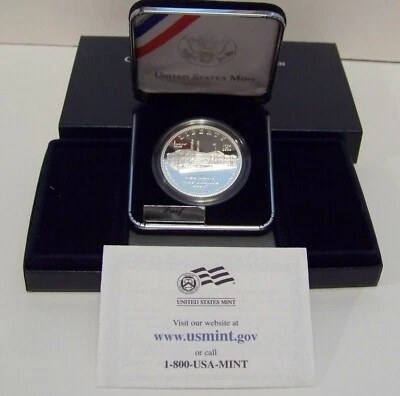 UNITED STATES MINT
LIBERTY
UNITED STATES MINT
Visit our website at
www.usmint.gov
or call
1-800-USA-MINT